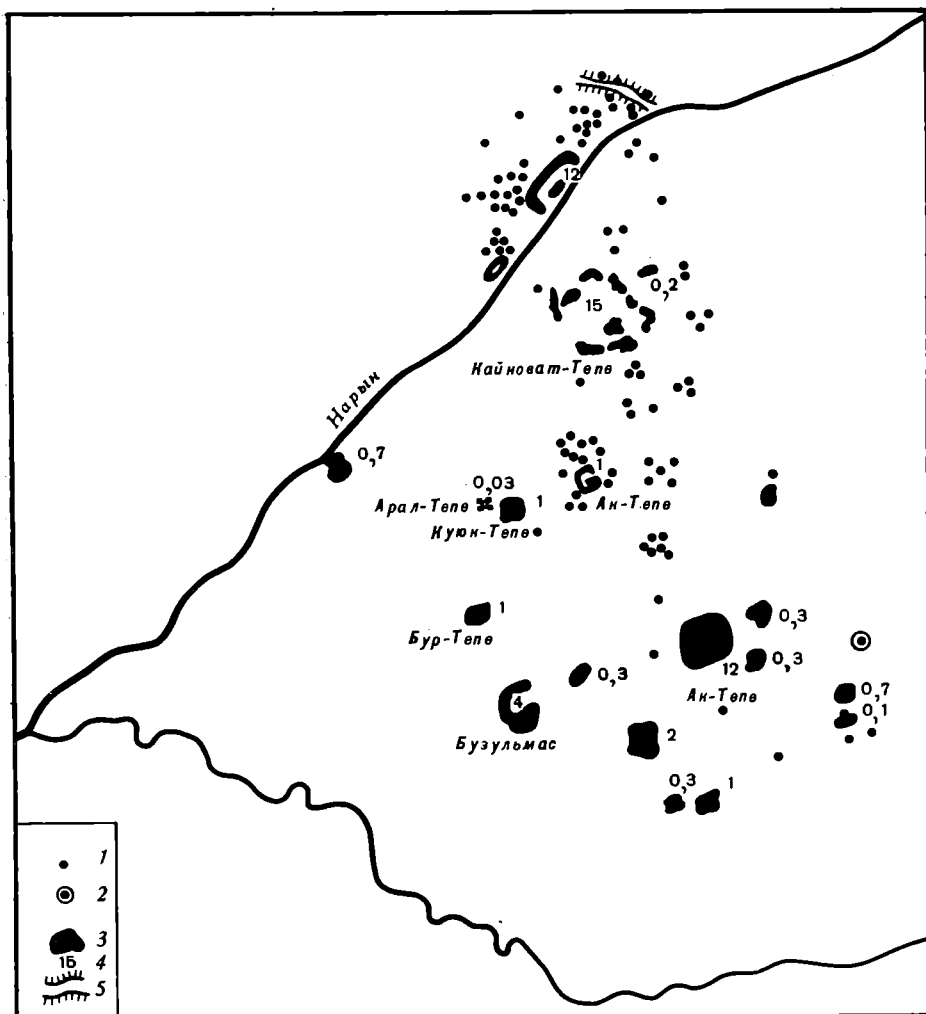 12
0,2
15
Кайноват-Тепе
Нарын
0,7
1
0,03
Арал-Тепе
1
Ак-Тепе
Куюк-Тепе
1
0,3
Бур-Тепе
0,3
0,3
12
Ак-Тепе
4
0,7
0,1
2
Бузульмас
0,3
1
1
2
3
15 4
5